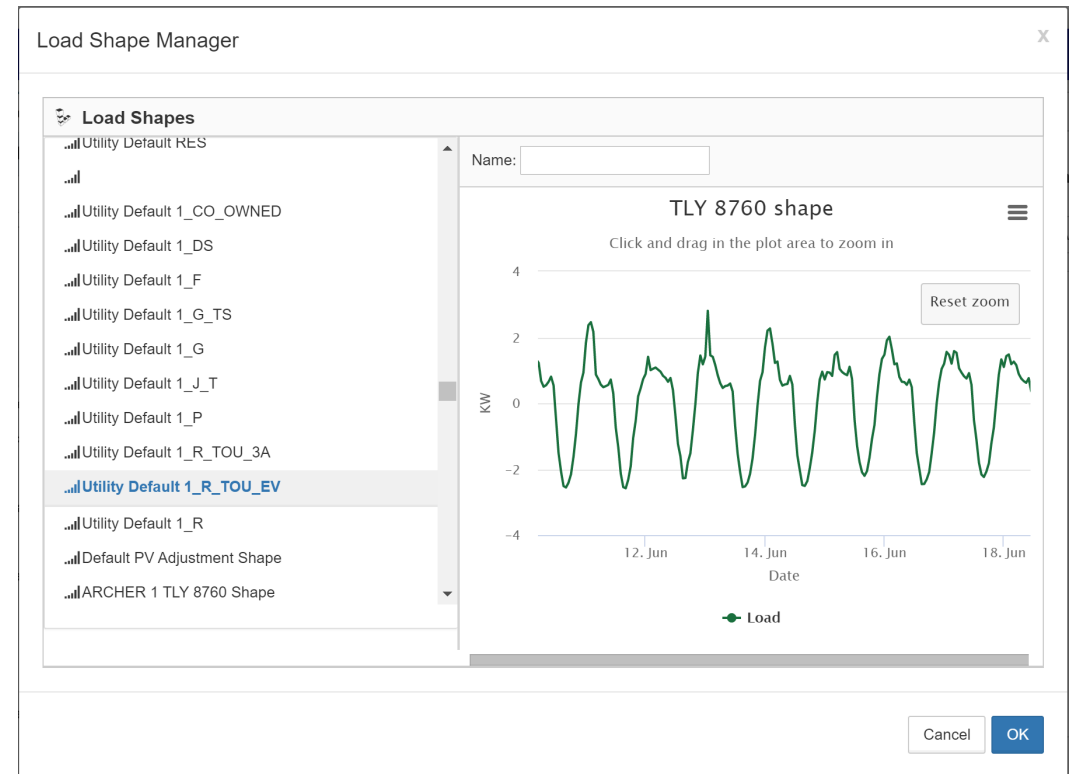 Load Shape Manager
x
Load Shapes
Utility Default RES
Utility Default 1_CO_OWNED
Utility Default 1_DS
Utility Default 1_F
Utility Default 1_G_TS
Utility Default 1_G
Utility Default 1_J_T
Utility Default 1_P
Utility Default 1_R_TOU_3A
Utility Default 1_R_TOU_EV
Utility Default 1_R
Default PV Adjustment Shape
ARCHER 1 TLY 8760 Shape
Name:
TLY 8760 shape
Click and drag in the plot area to zoom in
Reset zoom
KW
4
2
0
−2
−4
12. Jun 14. Jun 16. Jun 18. Jun
Date
Load
Cancel OK